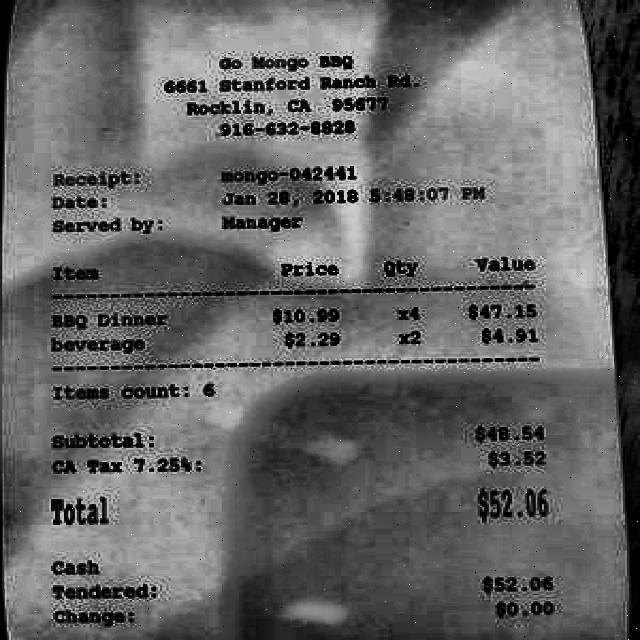 Go Mongo BBQ
6661 Stanford Ranch Rd.
Rocklin, CA 95677
916-632-8828
Receipt: mongo-042441
Date: Jan 28, 2018 5:48:07 PM
Served by: Manager
Item Price Qty Value
BBQ Dinner $10.99 x4 $47.15
beverage $2.29 x2 $4.91
Items count: 6
Subtotal: $48.54
CA Tax 7.25%: $3.52
Total $52.06
Cash
Tendered: $52.06
Change: $0.00